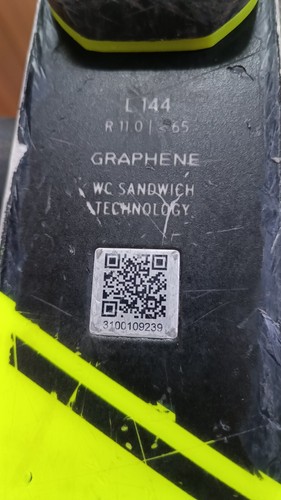 L 144
R 11.0 | 65
GRAPHENE
WC SANDWICH
TECHNOLOGY
3100109239